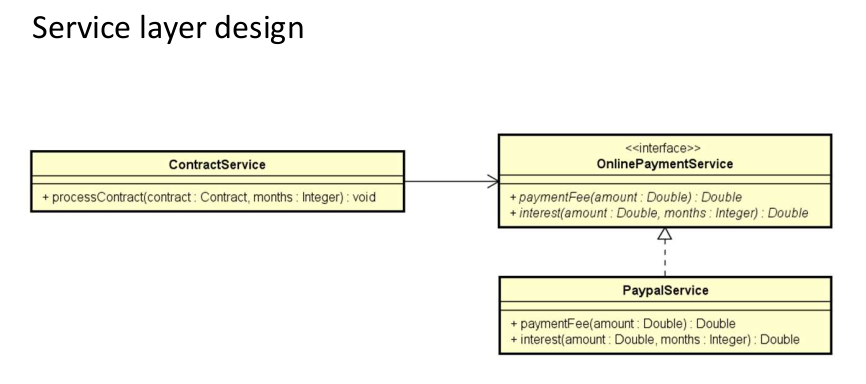 Service layer design
ContractService
+ processContract(contract : Contract, months : Integer) : void
<<interface>>
OnlinePaymentService
+ paymentFee(amount : Double) : Double
+ interest(amount : Double, months : Integer) : Double
PaypalService
+ paymentFee(amount : Double) : Double
+ interest(amount : Double, months : Integer) : Double